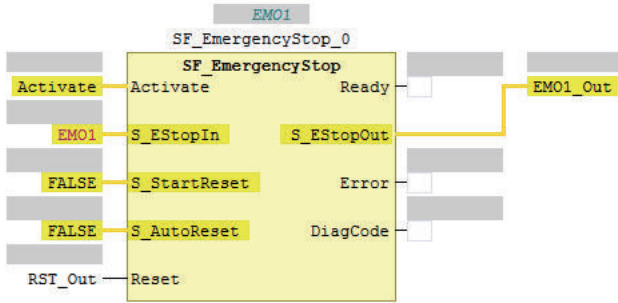 EMO1
SF_EmergencyStop_0
SF_EmergencyStop
Activate Activate Ready
EMO1 S_EStopIn S_EStopOut EMO1_Out
FALSE S_StartReset Error
FALSE S_AutoReset DiagCode
RST_Out Reset